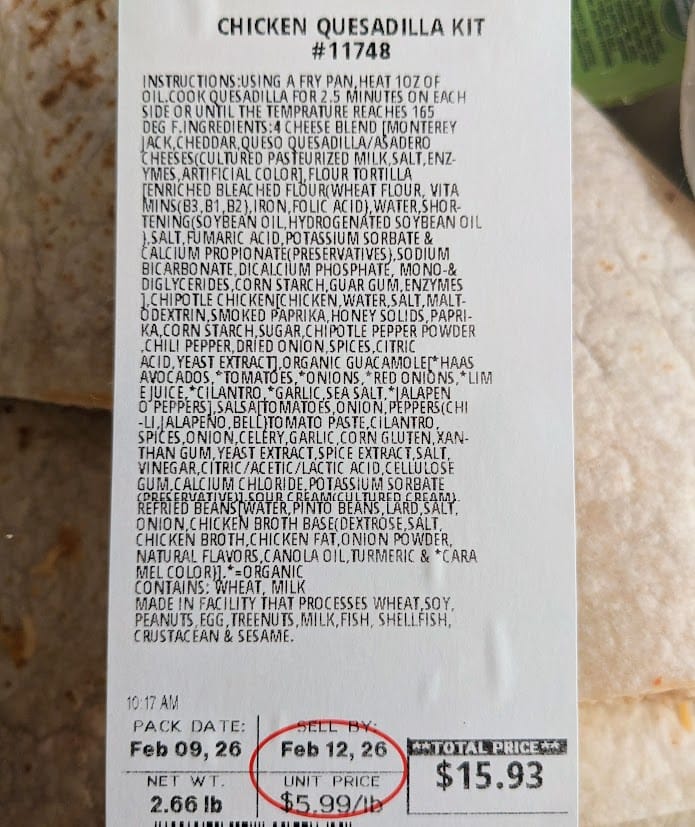 CHICKEN QUESADILLA KIT
#11748
INSTRUCTIONS:USING A FRY PAN,HEAT 1OZ OF
OIL.COOK QUESADILLA FOR 2.5 MINUTES ON EACH
SIDE OR UNTIL THE TEMPRATURE REACHES 165
DEG F.INGREDIENTS:4 CHEESE BLEND [MONTEREY
JACK,CHEDDAR,QUESO QUESADILLA/ASADERO
CHEESES(CULTURED PASTEURIZED MILK,SALT,ENZ-
YMES,ARTIFICIAL COLOR],FLOUR TORTILLA
[ENRICHED BLEACHED FLOUR(WHEAT FLOUR, VITA
MINS(B3,B1,B2),IRON,FOLIC ACID),WATER,SHOR-
TENING(SOYBEAN OIL,HYDROGENATED SOYBEAN OIL
),SALT,FUMARIC ACID,POTASSIUM SORBATE &
CALCIUM PROPIONATE(PRESERVATIVES),SODIUM
BICARBONATE,DICALCIUM PHOSPHATE, MONO-&
DIGLYCERIDES,CORN STARCH,GUAR GUM,ENZYMES
],CHIPOTLE CHICKEN[CHICKEN,WATER,SALT,MALT-
ODEXTRIN,SMOKED PAPRIKA,HONEY SOLIDS,PAPRI-
KA,CORN STARCH,SUGAR,CHIPOTLE PEPPER POWDER
,CHILI PEPPER,DRIED ONION,SPICES,CITRIC
ACID,YEAST EXTRACT],ORGANIC GUACAMOLE[*HAAS
AVOCADOS,*TOMATOES,*ONIONS,*RED ONIONS,*LIM
E JUICE,*CILANTRO,*GARLIC,SEA SALT,*JALAPEN
O PEPPERS],SALSA[TOMATOES,ONION,PEPPERS(CHI
-LI,JALAPENO,BELL)TOMATO PASTE,CILANTRO,
SPICES,ONION,CELERY,GARLIC,CORN GLUTEN,XAN-
THAN GUM,YEAST EXTRACT,SPICE EXTRACT,SALT,
VINEGAR,CITRIC/ACETIC/LACTIC ACID,CELLULOSE
GUM,CALCIUM CHLORIDE,POTASSIUM SORBATE
(PRESERVATIVE)],SOUR CREAM(CULTURED CREAM),
REFRIED BEANS[WATER,PINTO BEANS,LARD,SALT,
ONION,CHICKEN BROTH BASE(DEXTROSE,SALT,
CHICKEN BROTH,CHICKEN FAT,ONION POWDER,
NATURAL FLAVORS,CANOLA OIL,TURMERIC & *CARA
MEL COLOR)],*=ORGANIC
CONTAINS: WHEAT, MILK
MADE IN FACILITY THAT PROCESSES WHEAT,SOY,
PEANUTS,EGG,TREENUTS,MILK,FISH, SHELLFISH,
CRUSTACEAN & SESAME.
10:17 AM
PACK DATE: SELL BY:
Feb 09, 26 Feb 12, 26 **TOTAL PRICE**
NET WT. UNIT PRICE $15.93
2.66 lb $5.99/lb